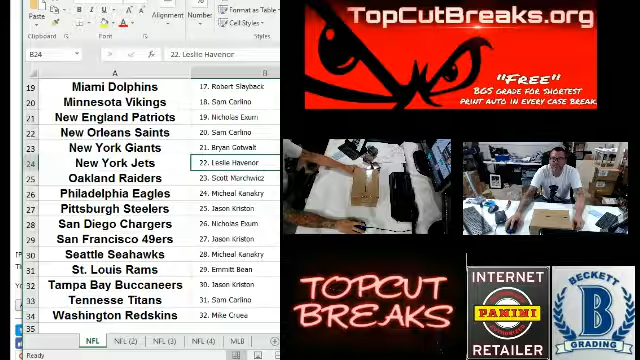 Alignment
Number
Format as Table
Cell Styles
B24
22. Leslie Havenor
A
B
19 Miami Dolphins 17. Robert Slayback
20 Minnesota Vikings 18. Sam Carlino
21 New England Patriots 19. Nicholas Exum
22 New Orleans Saints 20. Sam Carlino
23 New York Giants 21. Bryan Gotwalt
24 New York Jets 22. Leslie Havenor
25 Oakland Raiders 23. Scott Marchwicz
26 Philadelphia Eagles 24. Micheal Kanakry
27 Pittsburgh Steelers 25. Jason Kriston
28 San Diego Chargers 26. Nicholas Exum
29 San Francisco 49ers 27. Jason Kriston
30 Seattle Seahawks 28. Micheal Kanakry
31 St. Louis Rams 29. Emmitt Bean
32 Tampa Bay Buccaneers 30. Jason Kriston
33 Tennesse Titans 31. Sam Carlino
34 Washington Redskins 32. Mike Cruea
35
NFL NFL (2) NFL (3) NFL (4) MLB
Ready
TopCutBreaks.org
"Free"
BGS GRADE FOR SHORTEST
PRINT AUTO IN EVERY CASE BREAK.
TOPCUT
BREAKS
INTERNET
PANINI
AUTHORIZED
RETAILER
BECKETT
B
GRADING